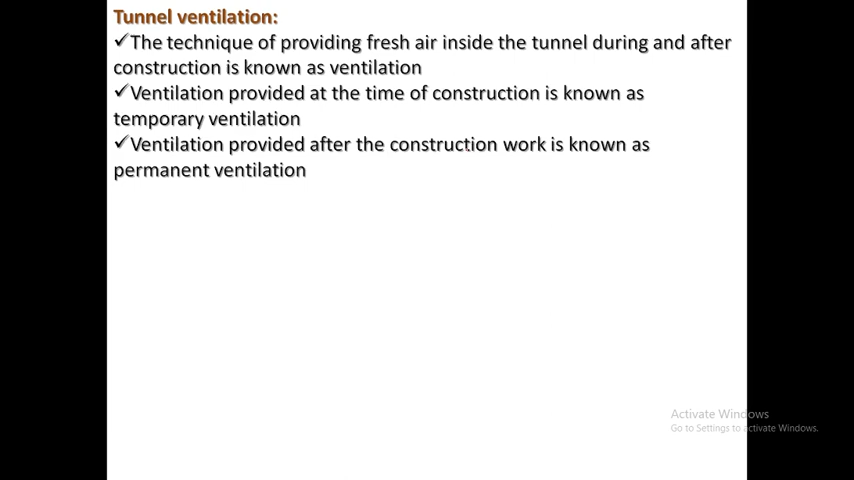 Tunnel ventilation:
✓The technique of providing fresh air inside the tunnel during and after
construction is known as ventilation
✓Ventilation provided at the time of construction is known as
temporary ventilation
✓Ventilation provided after the construction work is known as
permanent ventilation
Activate Windows
Go to Settings to activate Windows.